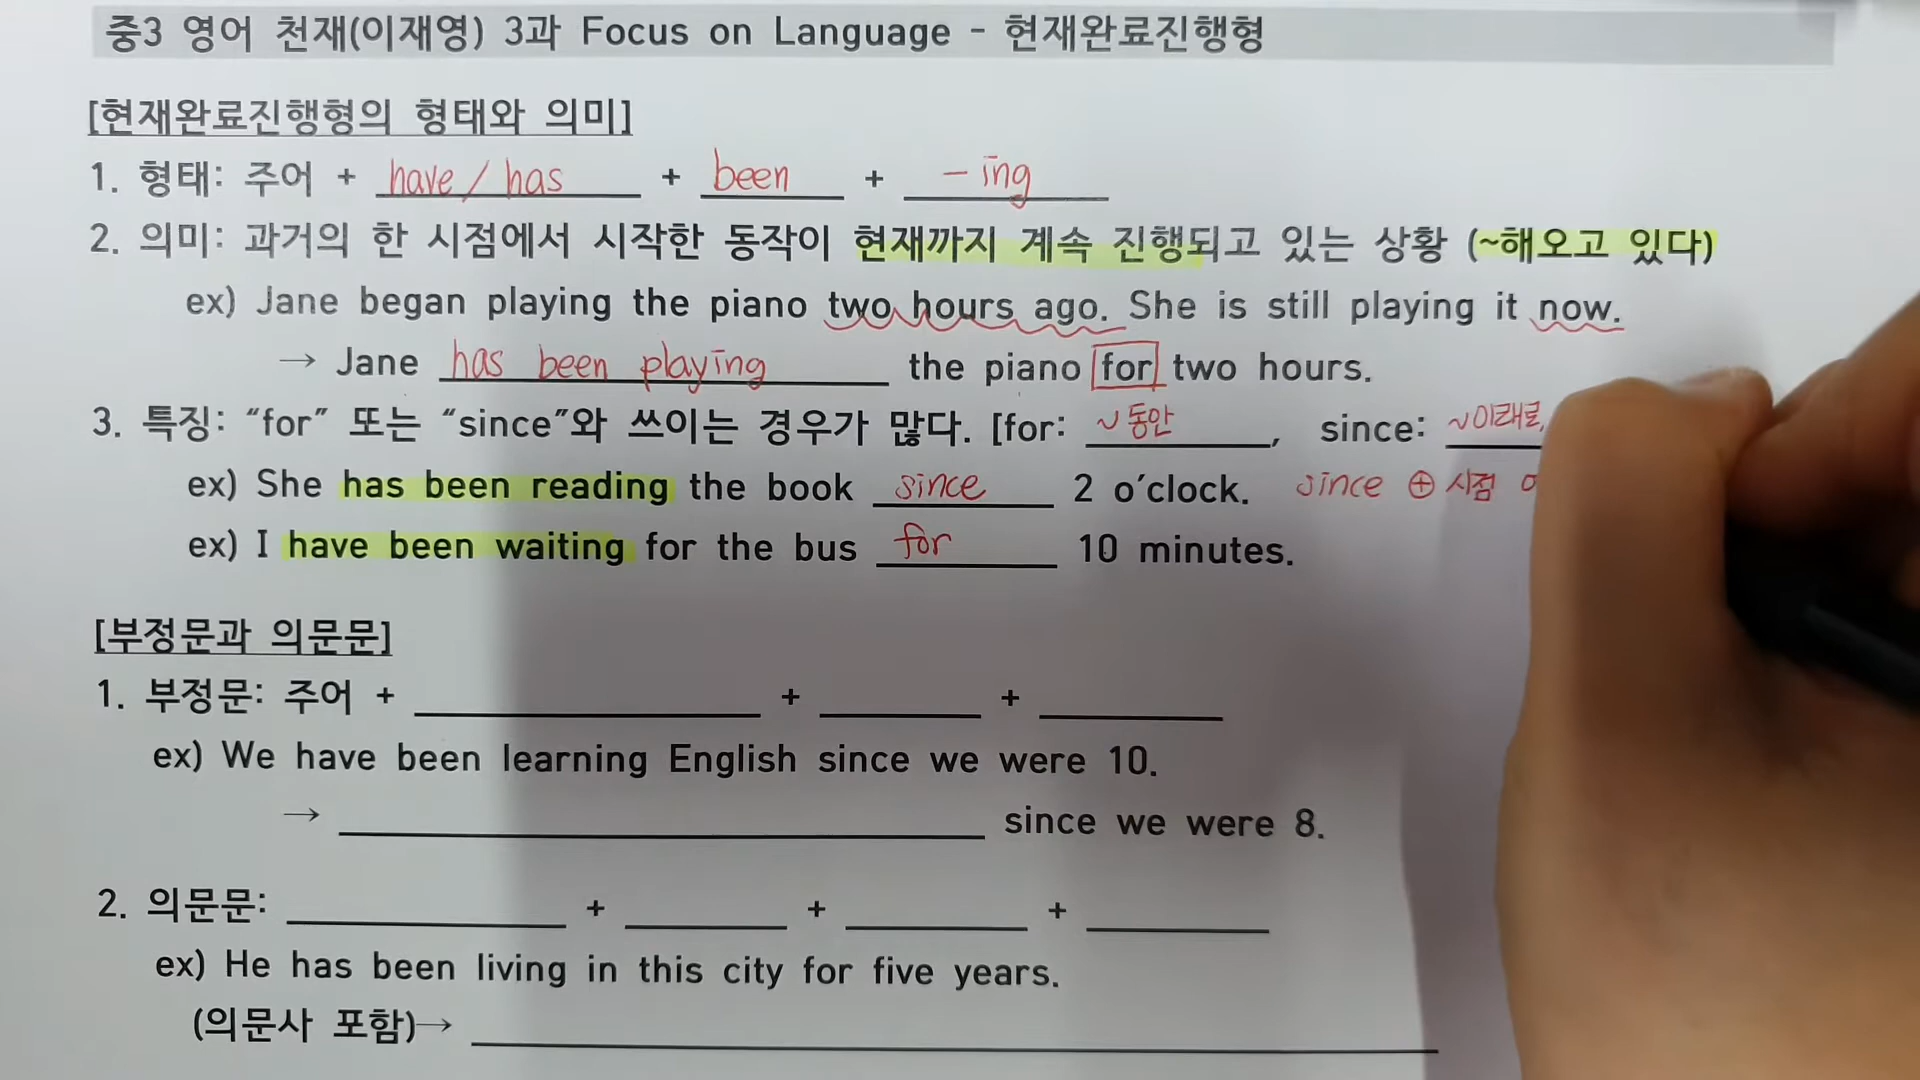 중3 영어 천재(이재영) 3과 Focus on Language - 현재완료진행형
[현재완료진행형의 형태와 의미]
1. 형태: 주어 + have / has + been + -ing
2. 의미: 과거의 한 시점에서 시작한 동작이 현재까지 계속 진행되고 있는 상황 (~해오고 있다)
ex) Jane began playing the piano two hours ago. She is still playing it now.
→ Jane has been playing the piano for two hours.
3. 특징: “for” 또는 “since”와 쓰이는 경우가 많다. [for: ~동안, since: ~이래로,
ex) She has been reading the book since 2 o'clock. since ⊕ 시점
ex) I have been waiting for the bus for 10 minutes.
[부정문과 의문문]
1. 부정문: 주어 + ____ + ____ + ____
ex) We have been learning English since we were 10.
→ ____ since we were 8.
2. 의문문: ____ + ____ + ____ + ____
ex) He has been living in this city for five years.
(의문사 포함)→ ____